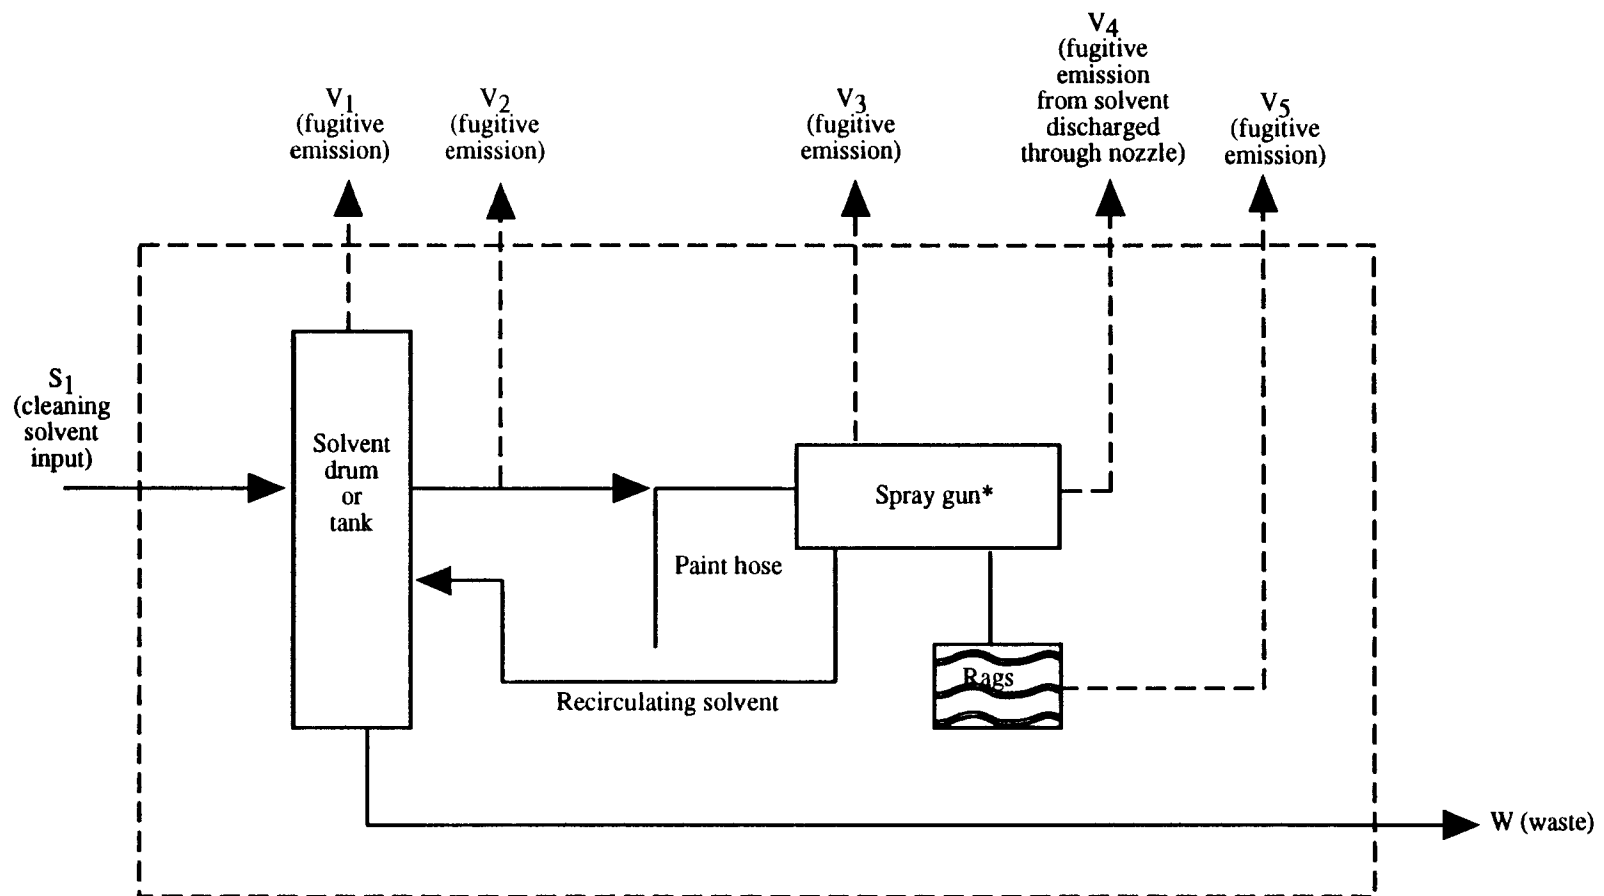 V1
(fugitive
emission)
V2
(fugitive
emission)
V3
(fugitive
emission)
V4
(fugitive
emission
from solvent
discharged
through nozzle)
V5
(fugitive
emission)
S1
(cleaning
solvent
input)
Solvent
drum
or
tank
Spray gun*
Paint hose
Rags
Recirculating solvent
W (waste)